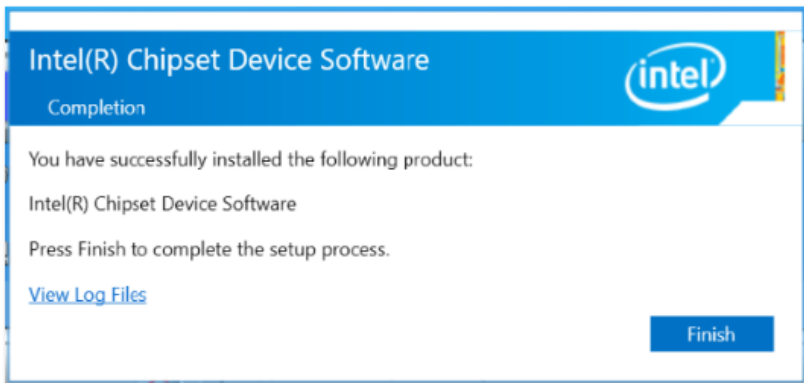 Intel(R) Chipset Device Software
intel
Completion
You have successfully installed the following product:
Intel(R) Chipset Device Software
Press Finish to complete the setup process.
View Log Files
Finish